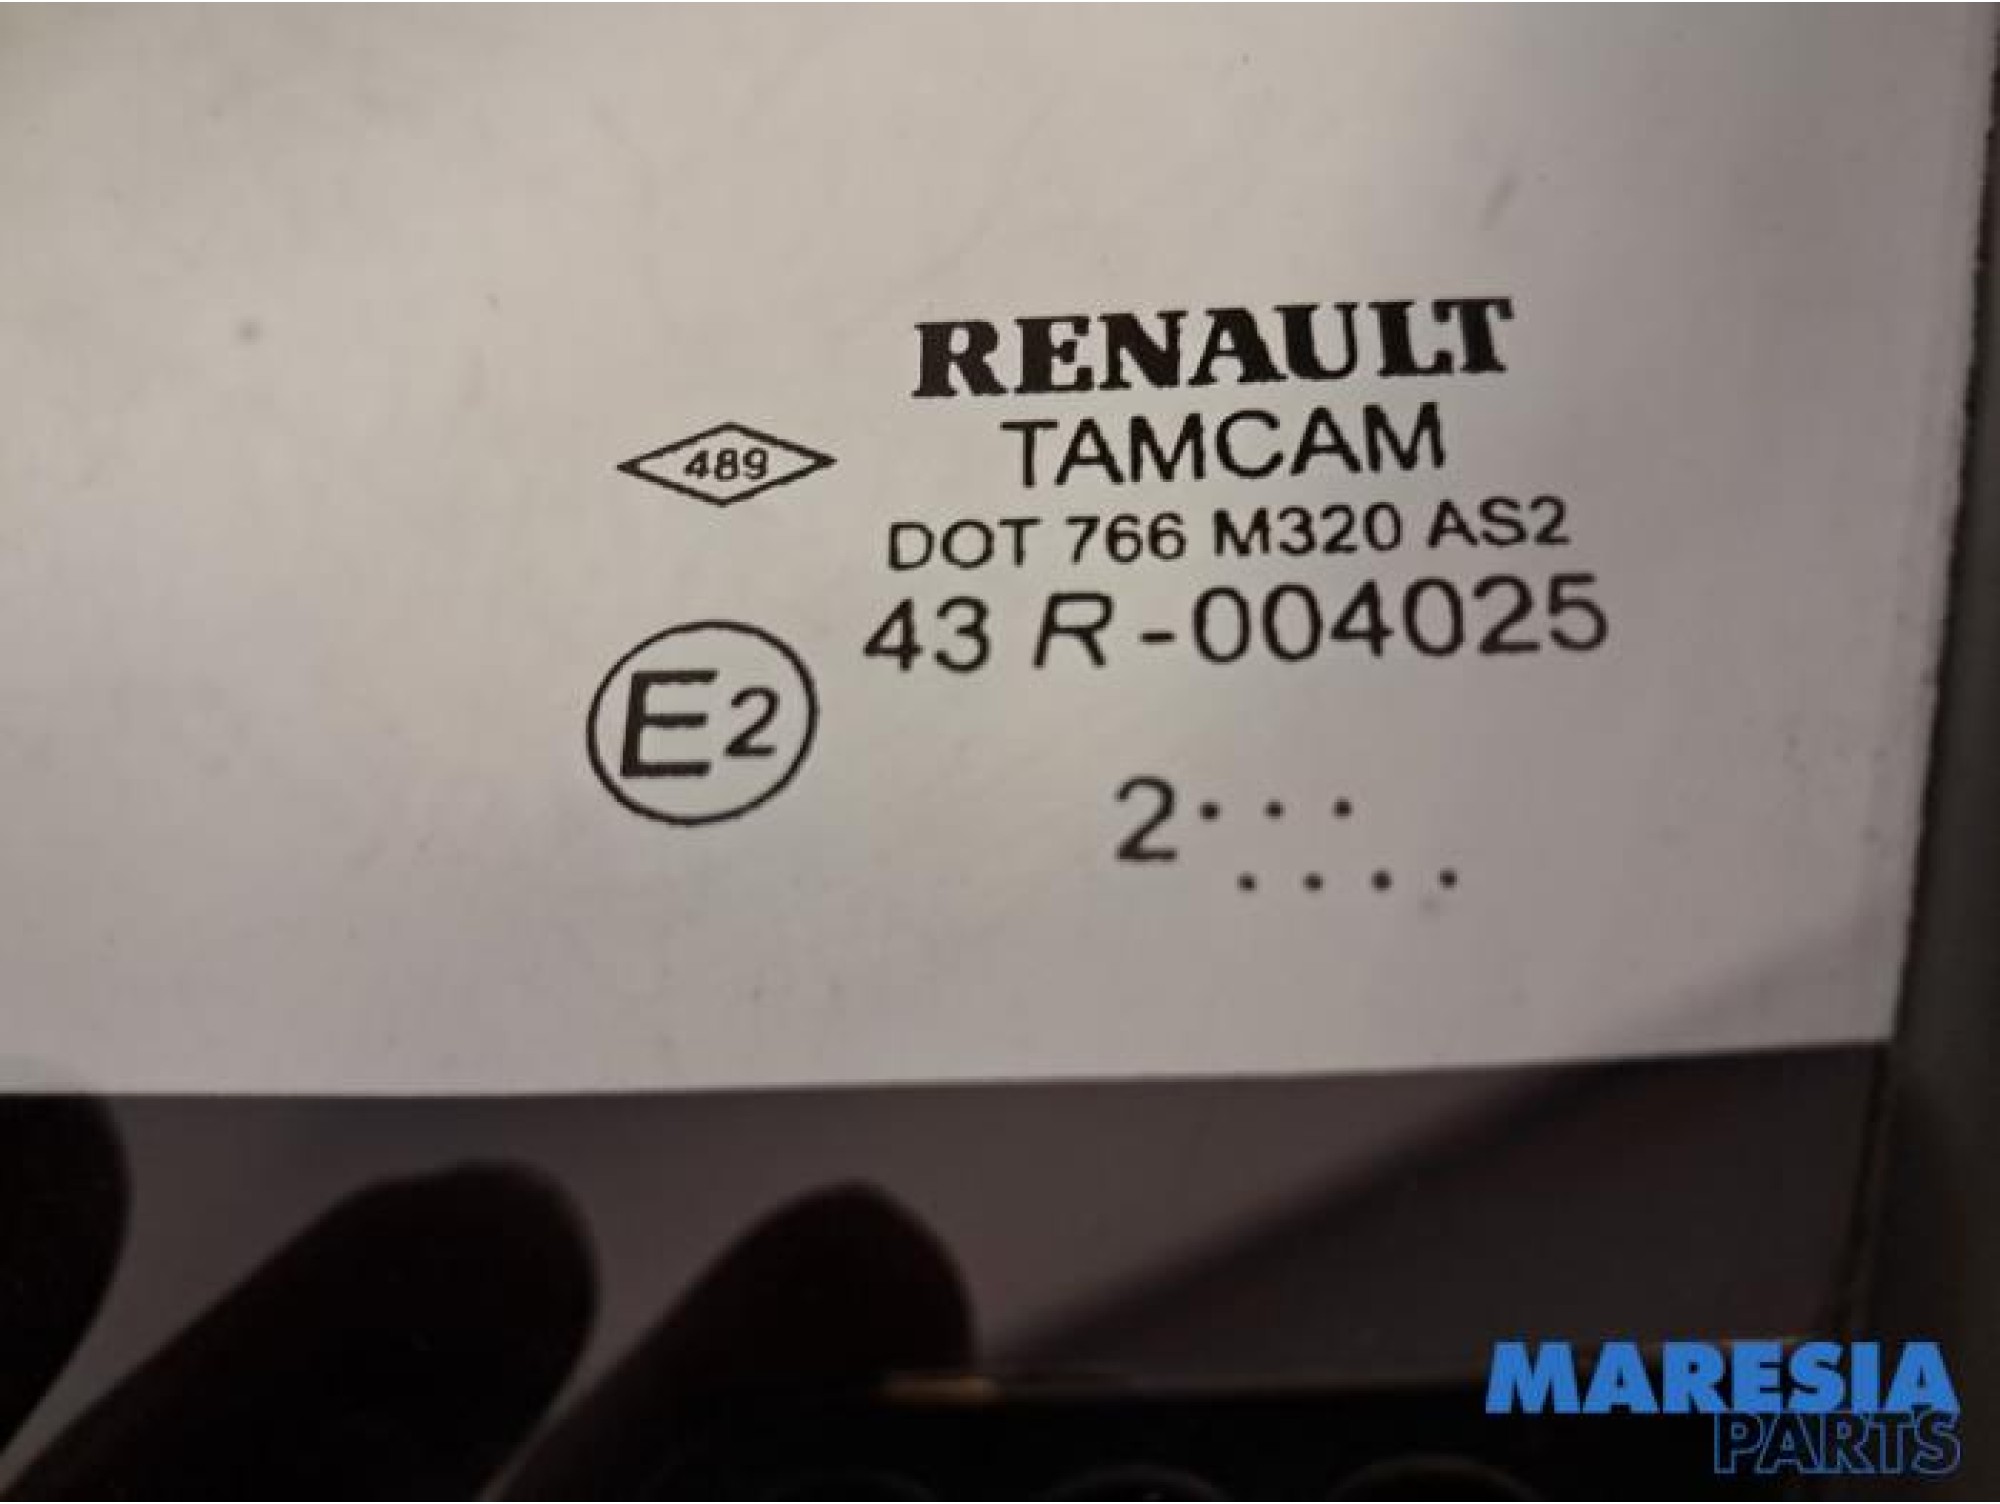 RENAULT
489
TAMCAM
DOT 766 M320 AS2
43 R-004025
E2
2
MARESIA
PARTS